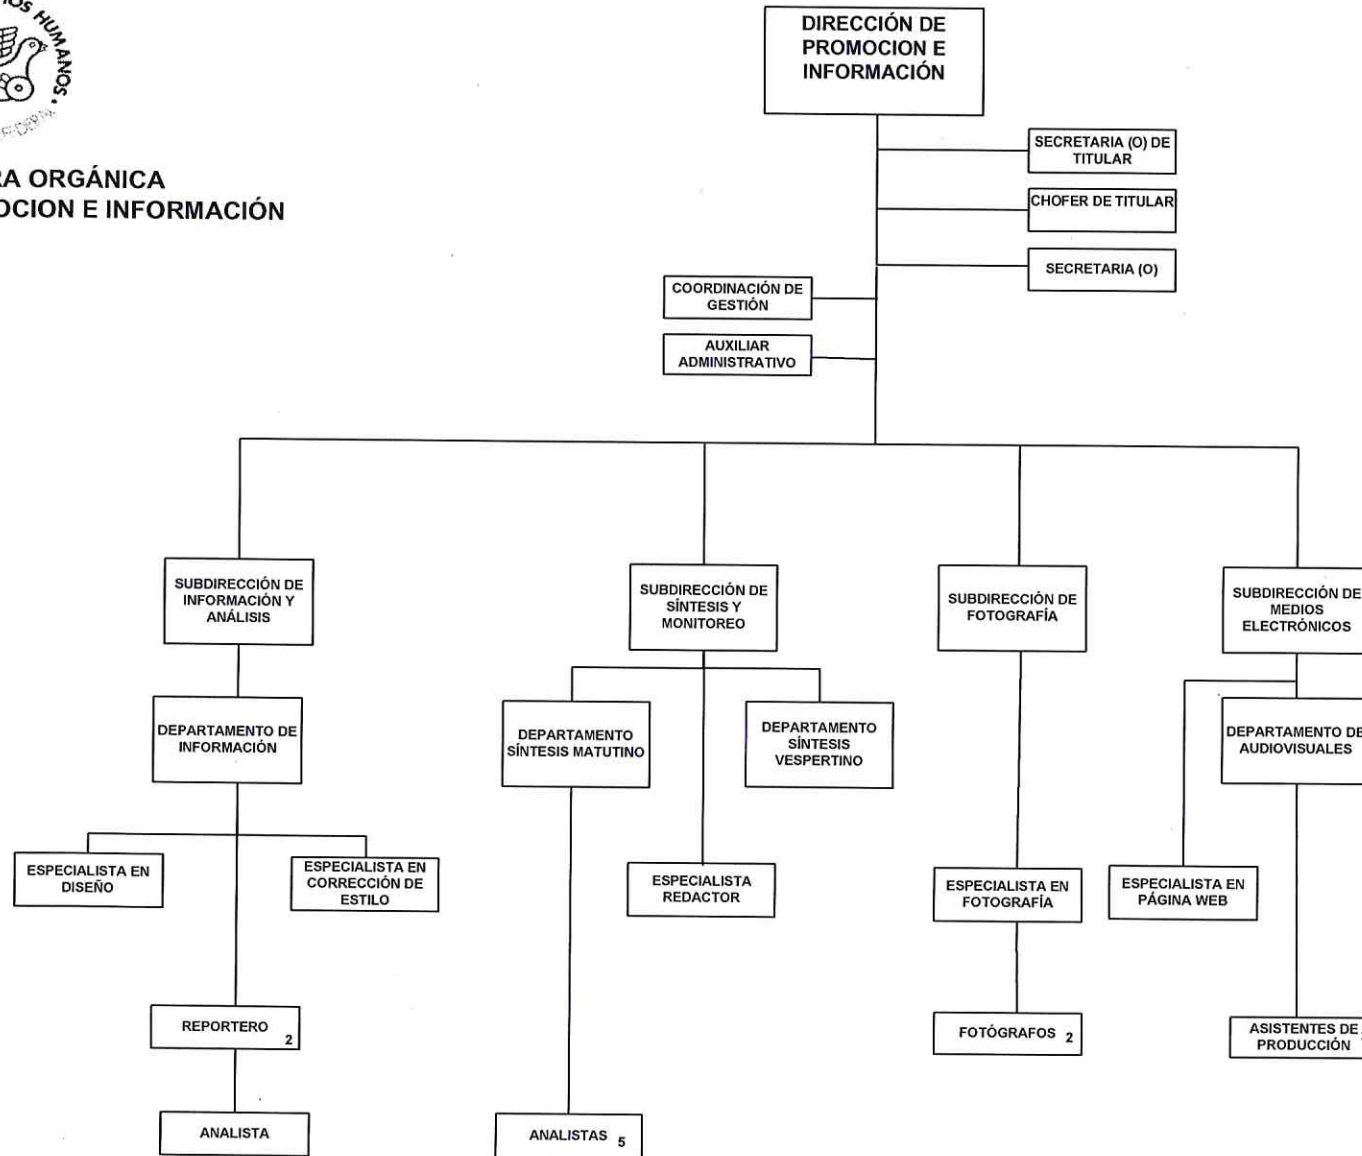 HUMANOS.
ORGÁNICA
E INFORMACIÓN
DIRECCIÓN DE
PROMOCION E
INFORMACIÓN
SECRETARIA (O) DE
TITULAR
CHOFER DE TITULAR
SECRETARIA (O)
COORDINACIÓN DE
GESTIÓN
AUXILIAR
ADMINISTRATIVO
SUBDIRECCIÓN DE
INFORMACIÓN Y
ANÁLISIS
SUBDIRECCIÓN DE
SÍNTESIS Y
MONITOREO
SUBDIRECCIÓN DE
FOTOGRAFÍA
SUBDIRECCIÓN DE
MEDIOS
ELECTRÓNICOS
DEPARTAMENTO DE
INFORMACIÓN
DEPARTAMENTO
SÍNTESIS MATUTINO
DEPARTAMENTO
SÍNTESIS
VESPERTINO
DEPARTAMENTO DE
AUDIOVISUALES
ESPECIALISTA EN
DISEÑO
ESPECIALISTA EN
CORRECCIÓN DE
ESTILO
ESPECIALISTA
REDACTOR
ESPECIALISTA EN
FOTOGRAFÍA
ESPECIALISTA EN
PÁGINA WEB
REPORTERO 2
FOTÓGRAFOS 2
ASISTENTES DE
PRODUCCIÓN
ANALISTA
ANALISTAS 5